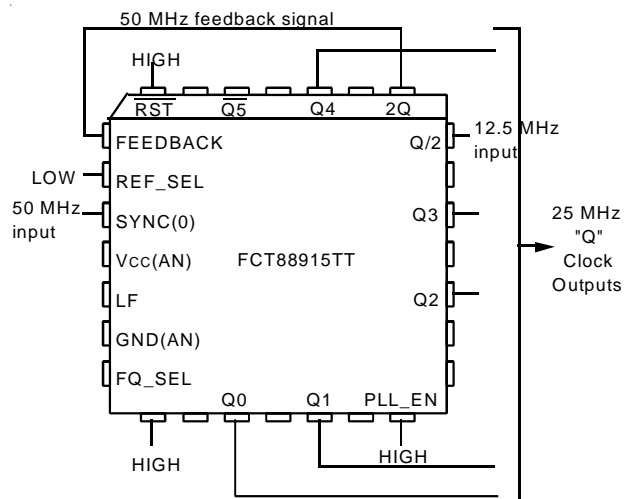 50 MHz feedback signal
HIGH
RST Q5 Q4 2Q
FEEDBACK Q/2 12.5 MHz
input
LOW REF_SEL
50 MHz
input
SYNC(0) Q3
25 MHz
"Q"
Clock
Outputs
VCC(AN) FCT88915TT
LF Q2
GND(AN)
FQ_SEL
Q0 Q1 PLL_EN
HIGH HIGH